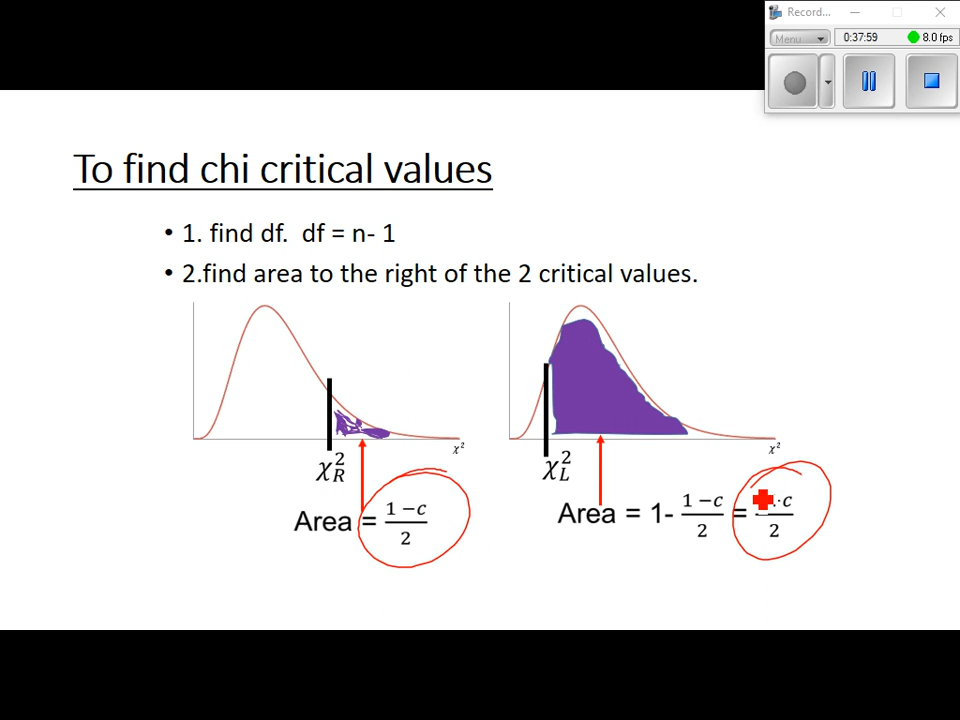 Record...
Menu 0:37:59 8.0 fps
To find chi critical values
• 1. find df. df = n- 1
• 2.find area to the right of the 2 critical values.
χ² χ²
χ²R χ²L
Area = 1 −c / 2
Area = 1- 1 −c / 2 = c / 2